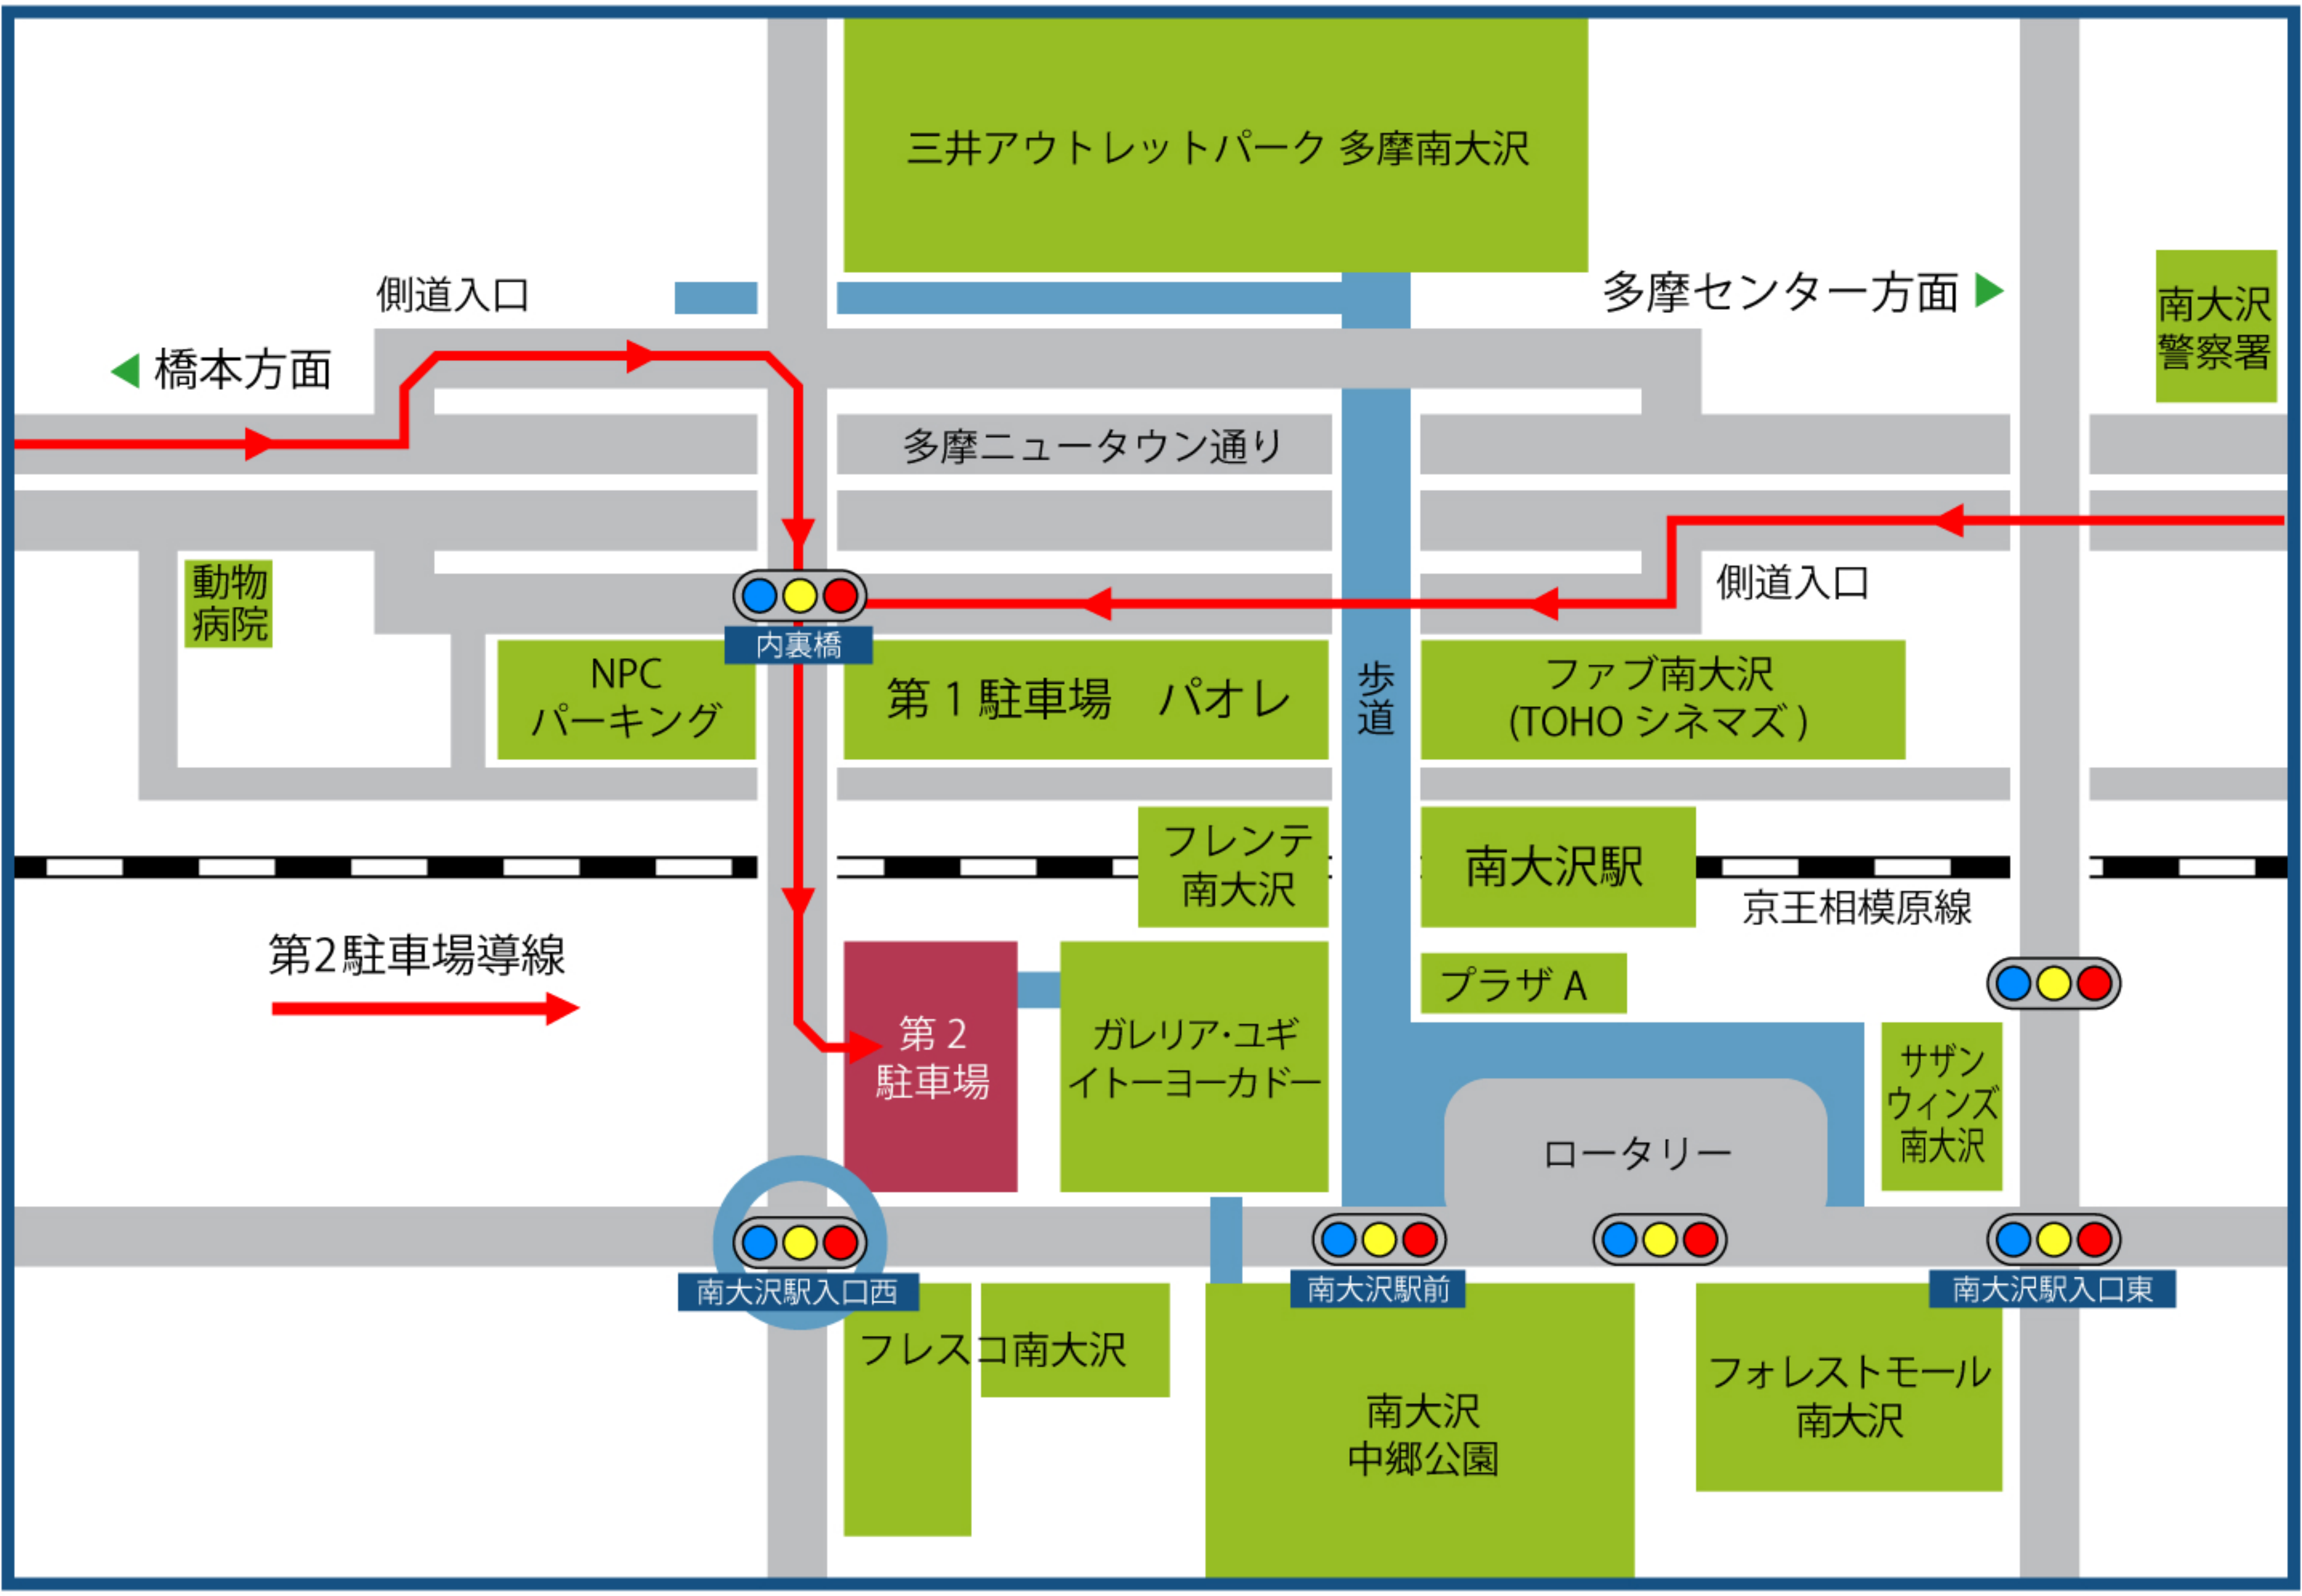 三井アウトレットパーク 多摩南大沢
側道入口
多摩センター方面
南大沢
警察署
橋本方面
多摩ニュータウン通り
動物
病院
側道入口
内裏橋
NPC
パーキング
第1駐車場 パオレ
歩道
ファブ南大沢
(TOHOシネマズ)
フレンテ
南大沢
南大沢駅
京王相模原線
第2駐車場導線
プラザA
第2
駐車場
ガレリア・ユギ
イトーヨーカドー
サザン
ウィンズ
南大沢
ロータリー
南大沢駅入口西
南大沢駅前
南大沢駅入口東
フレスコ南大沢
フォレストモール
南大沢
南大沢
中郷公園